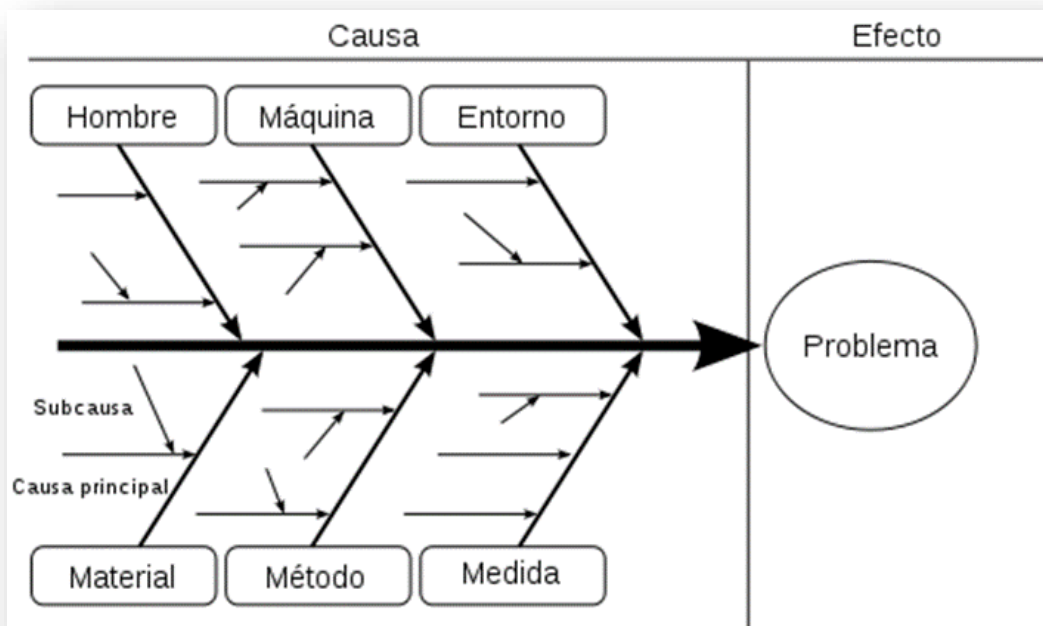 Causa
Efecto
Hombre
Máquina
Entorno
Problema
Subcausa
Causa principal
Material
Método
Medida